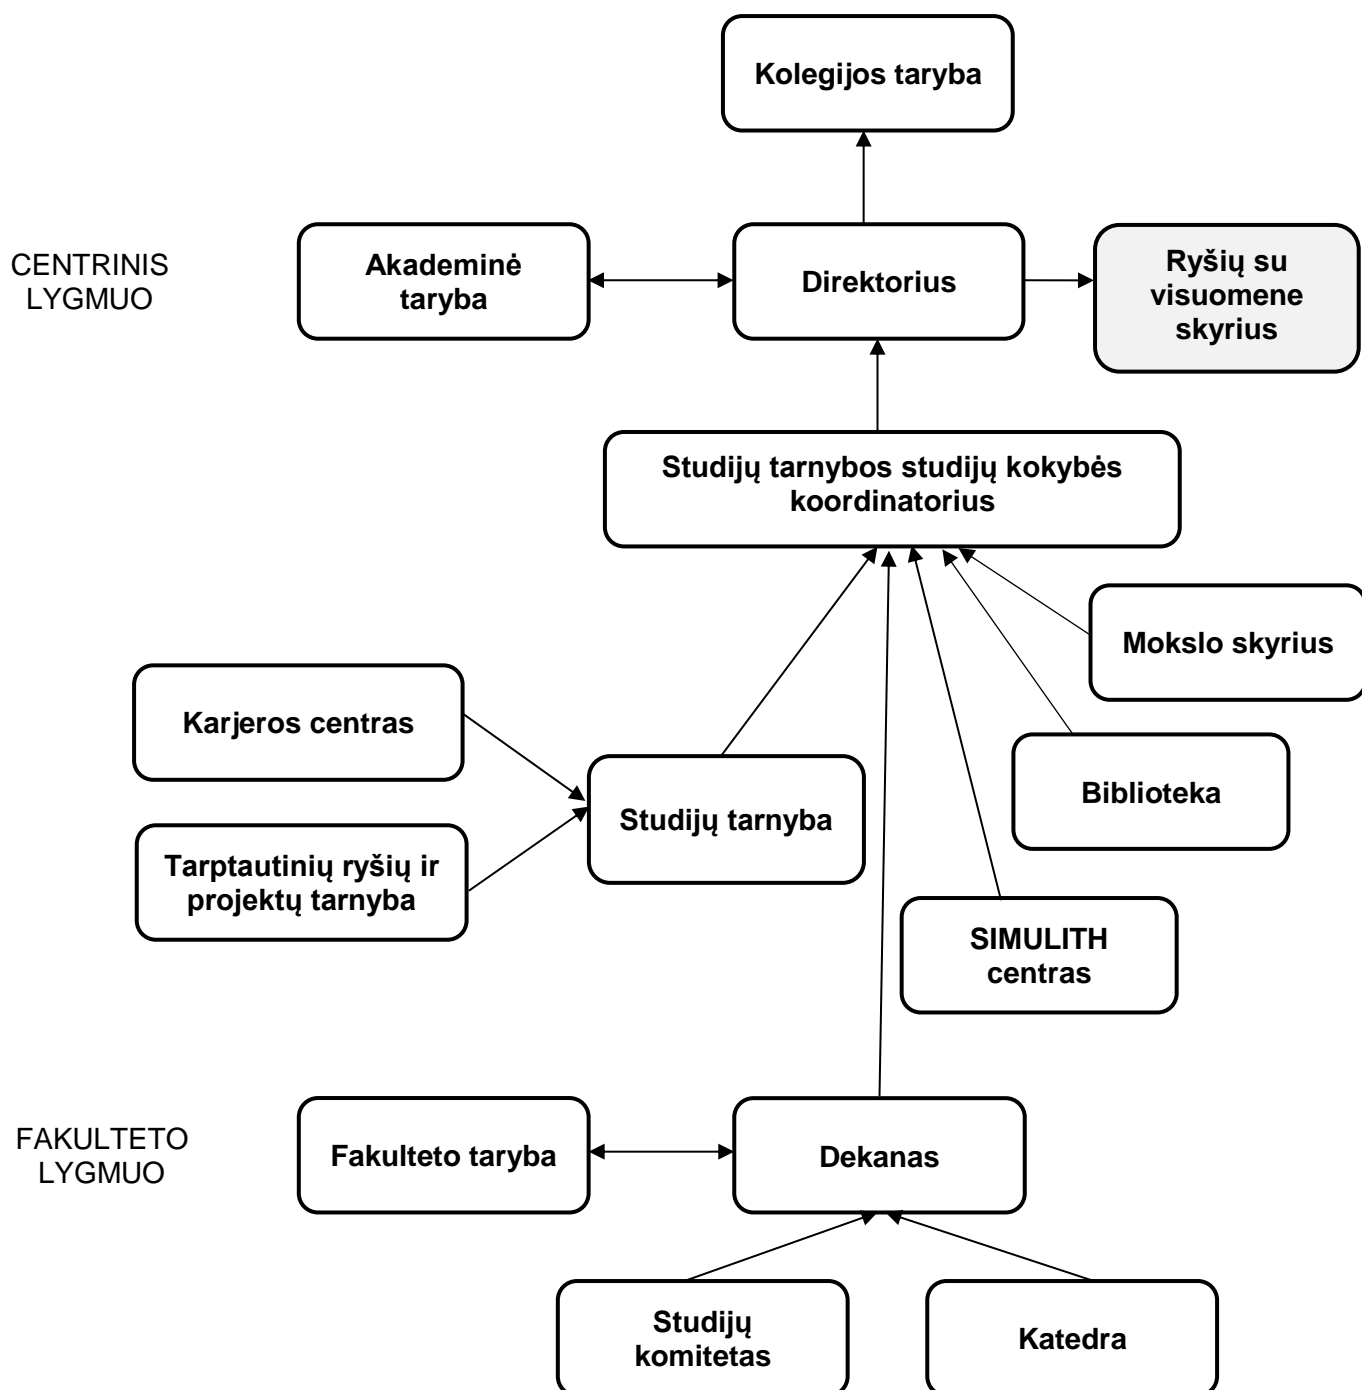 Kolegijos taryba
CENTRINIS
LYGMUO
Akademinė
taryba
Direktorius
Ryšių su
visuomene
skyrius
Studijų tarnybos studijų kokybės
koordinatorius
Mokslo skyrius
Karjeros centras
Biblioteka
Studijų tarnyba
Tarptautinių ryšių ir
projektų tarnyba
SIMULITH
centras
FAKULTETO
LYGMUO
Fakulteto taryba
Dekanas
Studijų
komitetas
Katedra